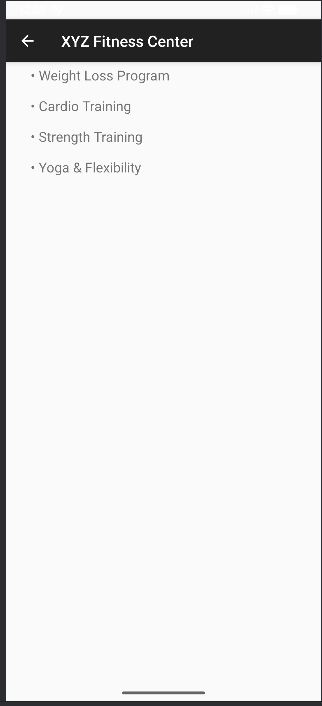 XYZ Fitness Center
• Weight Loss Program
• Cardio Training
• Strength Training
• Yoga & Flexibility